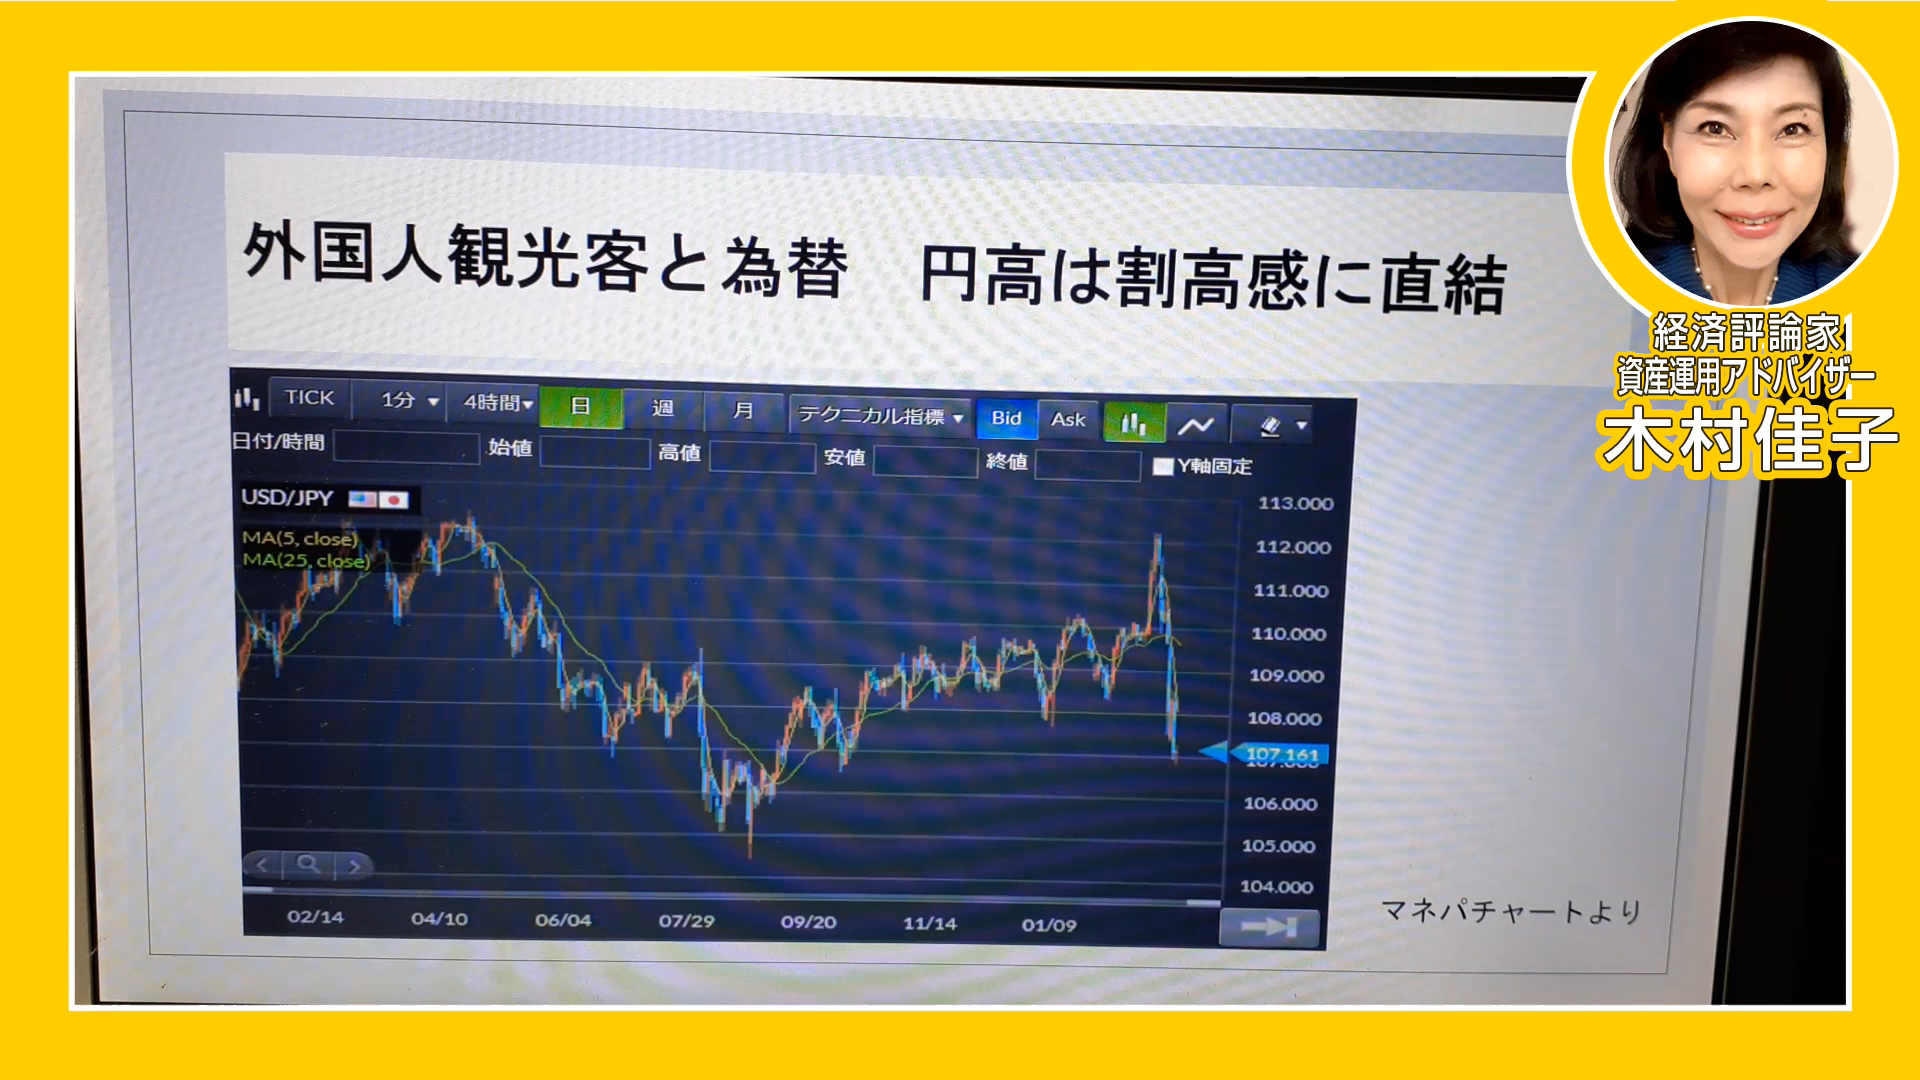 外国人観光客と為替　円高は割高感に直結
経済評論家
資産運用アドバイザー
木村佳子
TICK 1分 4時間 日 週 月 テクニカル指標 Bid Ask
日付/時間 始値 高値 安値 終値 Y軸固定
USD/JPY
MA(5, close)
MA(25, close)
113.000
112.000
111.000
110.000
109.000
108.000
107.161
107.000
106.000
105.000
104.000
02/14 04/10 06/04 07/29 09/20 11/14 01/09
マネパチャートより